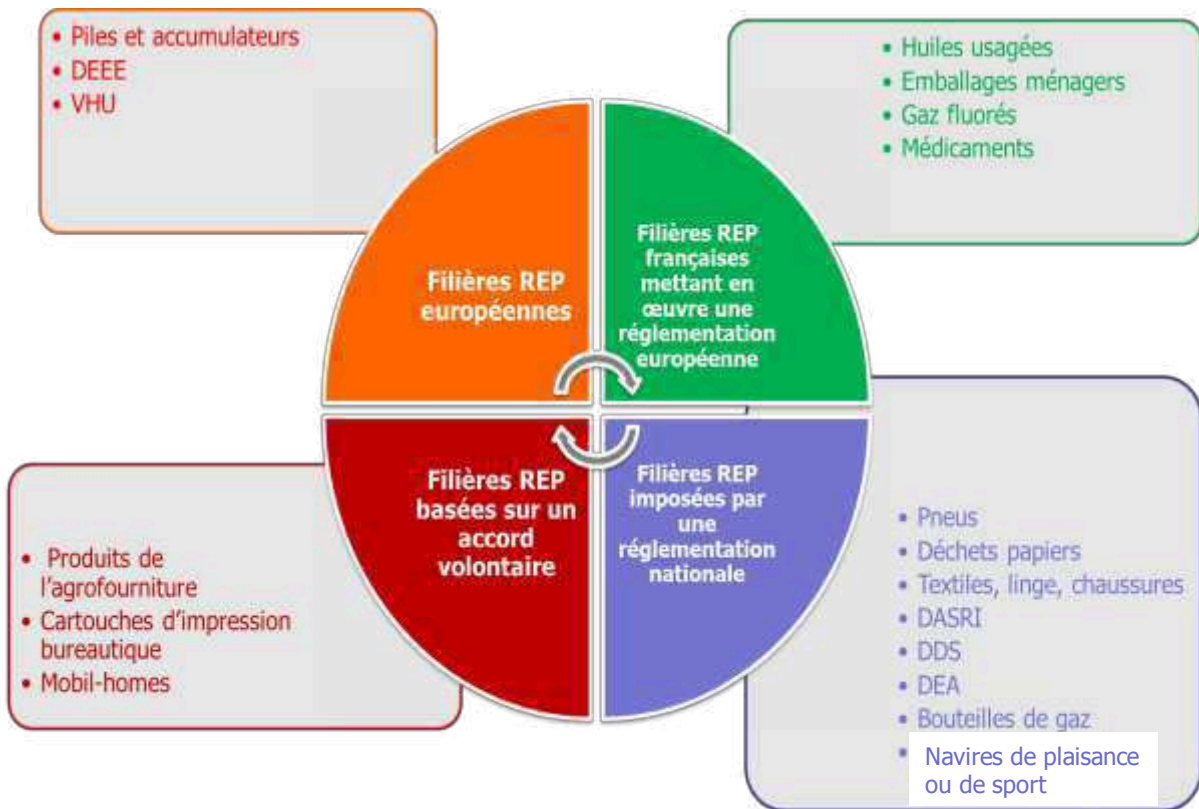 • Piles et accumulateurs
• DEEE
• VHU
• Huiles usagées
• Emballages ménagers
• Gaz fluorés
• Médicaments
Filières REP
européennes
Filières REP
françaises
mettant en
œuvre une
réglementation
européenne
Filières REP
basées sur un
accord
volontaire
Filières REP
imposées par
une
réglementation
nationale
• Produits de
l'agrofourniture
• Cartouches d'impression
bureautique
• Mobil-homes
• Pneus
• Déchets papiers
• Textiles, linge, chaussures
• DASRI
• DDS
• DEA
• Bouteilles de gaz
• Navires de plaisance
ou de sport